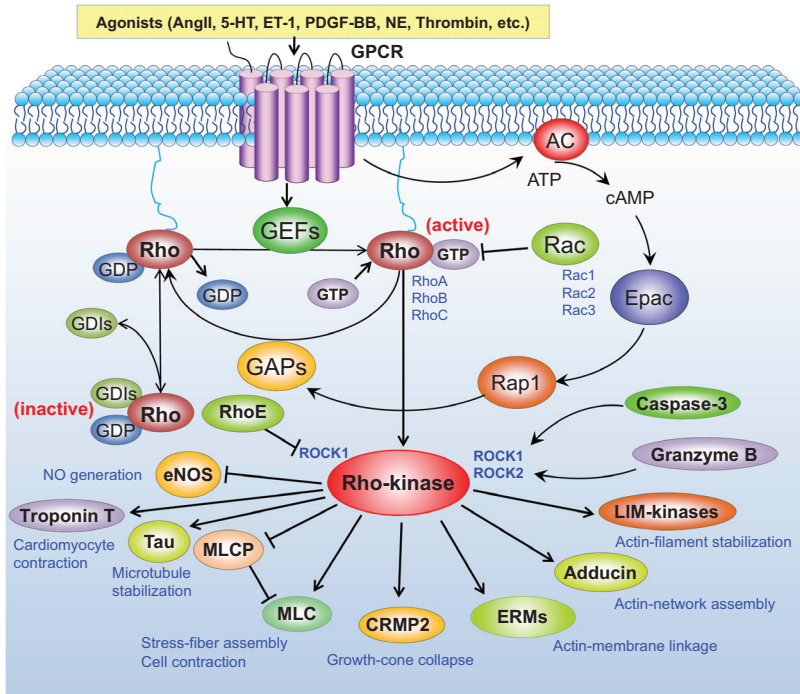 Agonists (AngII, 5-HT, ET-1, PDGF-BB, NE, Thrombin, etc.)
GPCR
AC
ATP
cAMP
GEFs
(active)
Rho
GDP
GDP
Rho
GTP
GTP
RhoA
RhoB
RhoC
Rac
Rac1
Rac2
Rac3
Epac
GDIs
GAPs
Rap1
GDIs
(inactive)
Rho
GDP
RhoE
ROCK1
Caspase-3
ROCK1
ROCK2
Granzyme B
NO generation
eNOS
Rho-kinase
Troponin T
Cardiomyocyte
contraction
Tau
Microtubule
stabilization
MLCP
LIM-kinases
Actin-filament stabilization
Adducin
Actin-network assembly
MLC
Stress-fiber assembly
Cell contraction
CRMP2
Growth-cone collapse
ERMs
Actin-membrane linkage